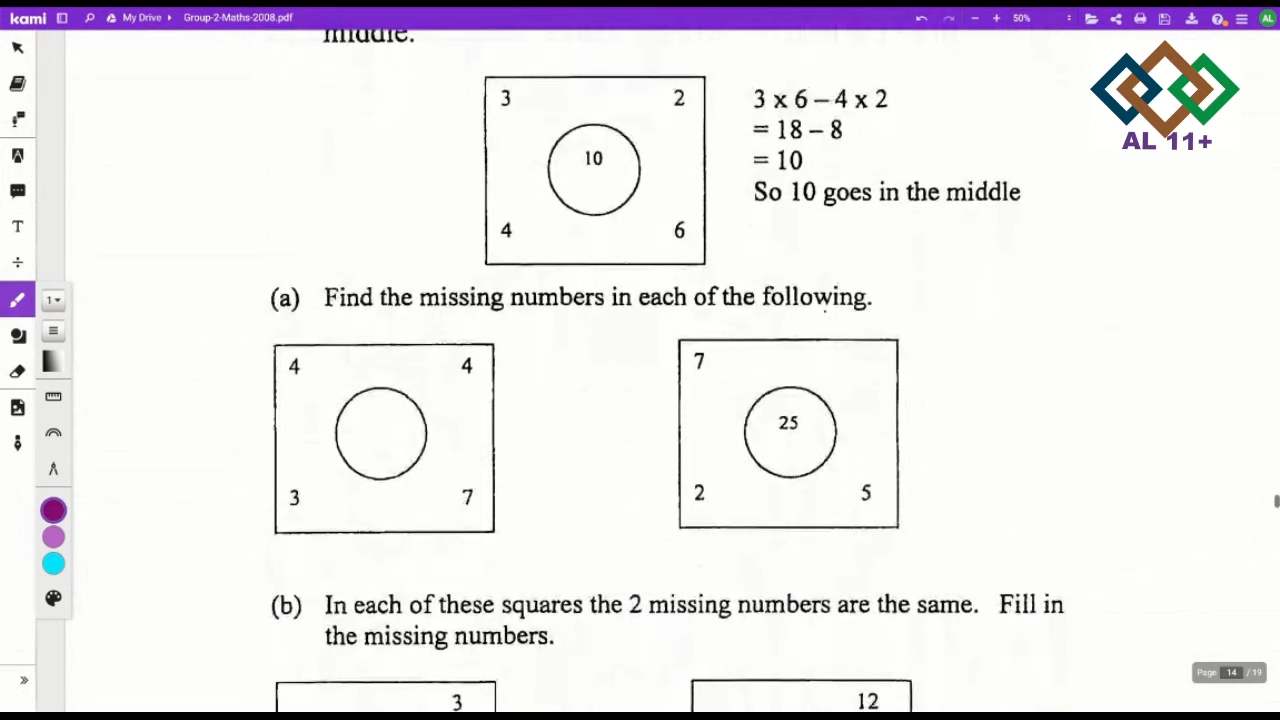 kami My Drive Group-2-Maths-2008.pdf 50% AL
middle.
3 2
10
4 6
3 x 6 – 4 x 2
= 18 – 8
= 10
So 10 goes in the middle
AL 11+
(a) Find the missing numbers in each of the following.
4 4
3 7
7
25
2 5
(b) In each of these squares the 2 missing numbers are the same. Fill in
the missing numbers.
3
12
1
Page 14 / 19